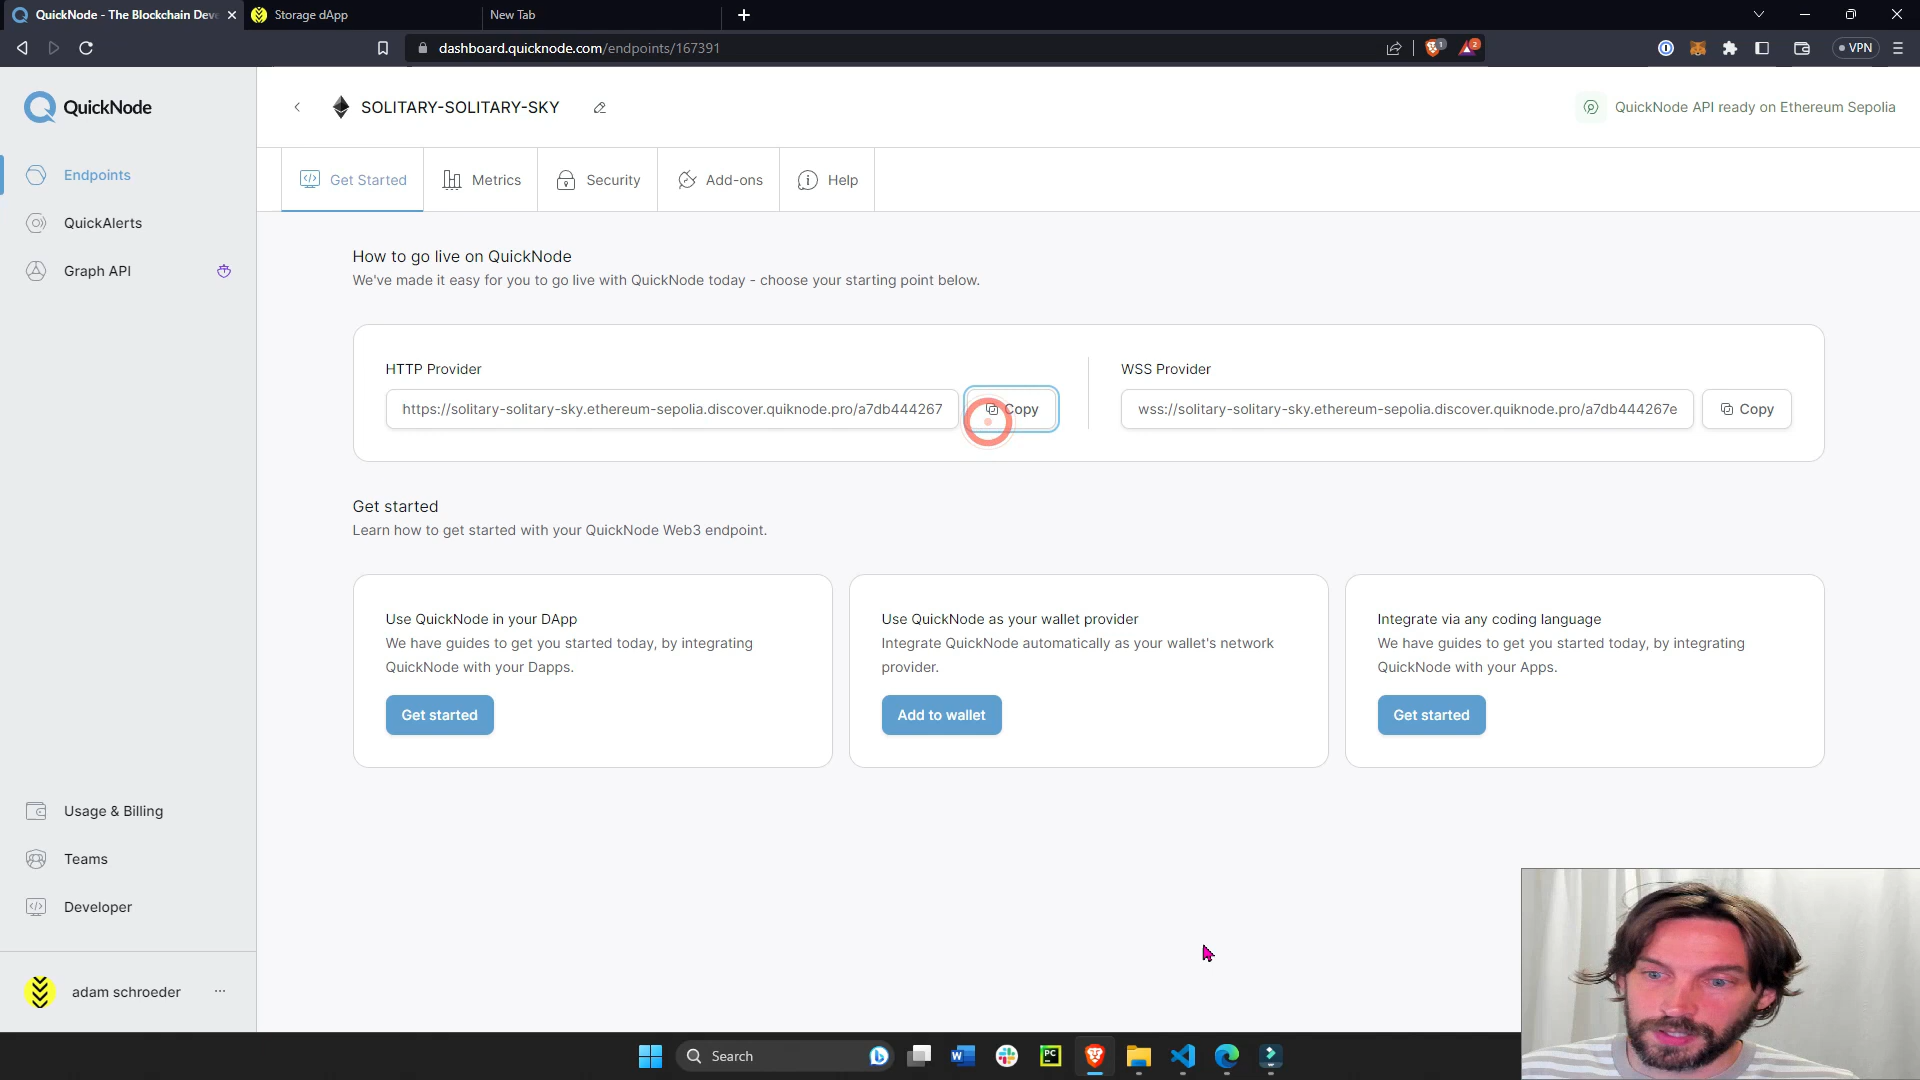 QuickNode - The Blockchain Deve
Storage dApp
New Tab
dashboard.quicknode.com/endpoints/167391
1
2
VPN
QuickNode
SOLITARY-SOLITARY-SKY
QuickNode API ready on Ethereum Sepolia
Endpoints
QuickAlerts
Graph API
Get Started
Metrics
Security
Add-ons
Help
How to go live on QuickNode
We've made it easy for you to go live with QuickNode today - choose your starting point below.
HTTP Provider
https://solitary-solitary-sky.ethereum-sepolia.discover.quiknode.pro/a7db444267
Copy
WSS Provider
wss://solitary-solitary-sky.ethereum-sepolia.discover.quiknode.pro/a7db444267e
Copy
Get started
Learn how to get started with your QuickNode Web3 endpoint.
Use QuickNode in your DApp
We have guides to get you started today, by integrating
QuickNode with your Dapps.
Get started
Use QuickNode as your wallet provider
Integrate QuickNode automatically as your wallet's network
provider.
Add to wallet
Integrate via any coding language
We have guides to get you started today, by integrating
QuickNode with your Apps.
Get started
Usage & Billing
Teams
Developer
adam schroeder
Search
PC